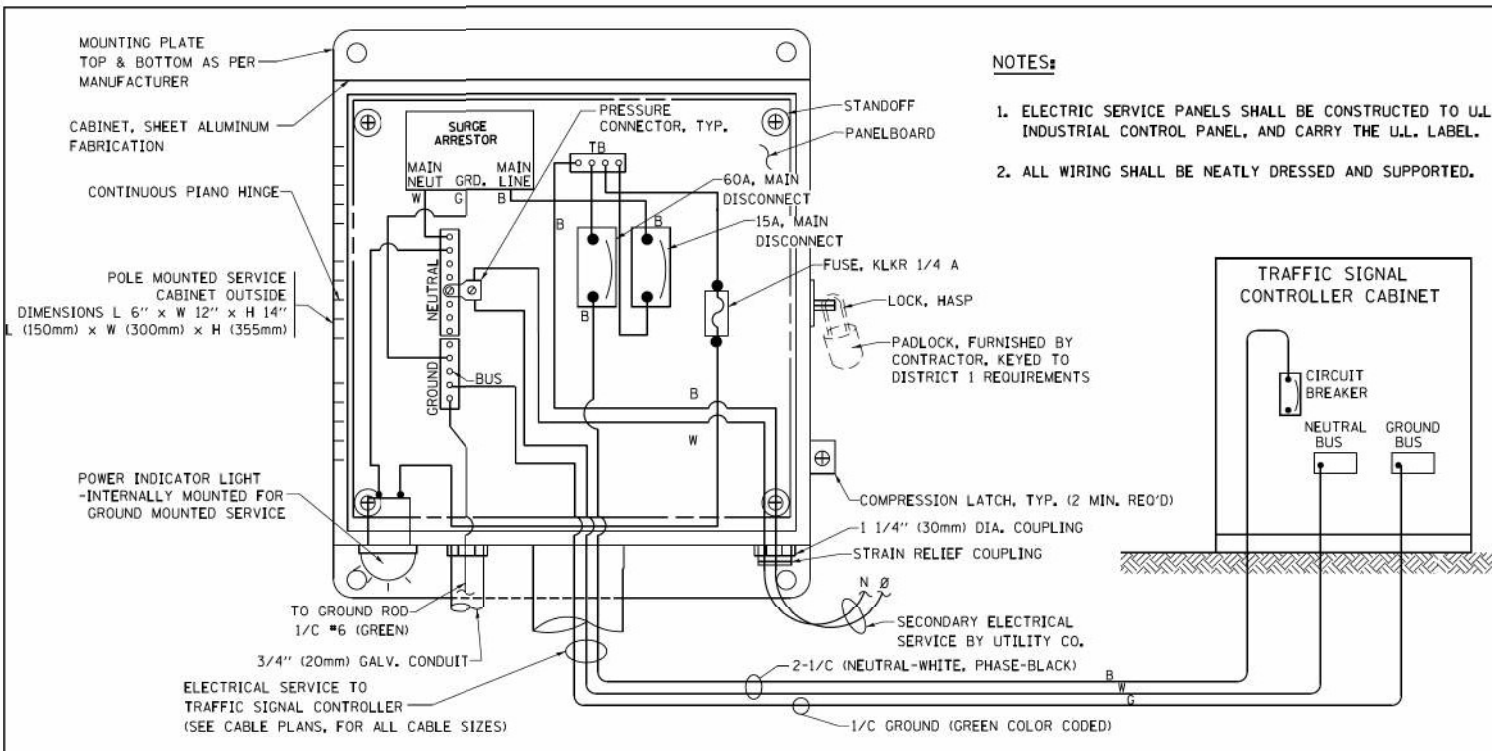 MOUNTING PLATE
TOP & BOTTOM AS PER
MANUFACTURER
CABINET, SHEET ALUMINUM
FABRICATION
CONTINUOUS PIANO HINGE
POLE MOUNTED SERVICE
CABINET OUTSIDE
DIMENSIONS L 6" x W 12" x H 14"
L (150mm) x W (300mm) x H (355mm)
POWER INDICATOR LIGHT
-INTERNALLY MOUNTED FOR
GROUND MOUNTED SERVICE
SURGE
ARRESTOR
MAIN
NEUT
GRD.
MAIN
LINE
W
G
B
PRESSURE
CONNECTOR, TYP.
TB
60A, MAIN
DISCONNECT
15A, MAIN
DISCONNECT
B
B
B
NEUTRAL
GROUND
BUS
FUSE, KLKR 1/4 A
STANDOFF
PANELBOARD
LOCK, HASP
PADLOCK, FURNISHED BY
CONTRACTOR, KEYED TO
DISTRICT 1 REQUIREMENTS
B
W
COMPRESSION LATCH, TYP. (2 MIN. REQ'D)
1 1/4" (30mm) DIA. COUPLING
STRAIN RELIEF COUPLING
N Ø
SECONDARY ELECTRICAL
SERVICE BY UTILITY CO.
TO GROUND ROD
1/C #6 (GREEN)
3/4" (20mm) GALV. CONDUIT
ELECTRICAL SERVICE TO
TRAFFIC SIGNAL CONTROLLER
(SEE CABLE PLANS, FOR ALL CABLE SIZES)
2-1/C (NEUTRAL-WHITE, PHASE-BLACK)
1/C GROUND (GREEN COLOR CODED)
B
W
G
NOTES:
1. ELECTRIC SERVICE PANELS SHALL BE CONSTRUCTED TO U.L
INDUSTRIAL CONTROL PANEL, AND CARRY THE U.L. LABEL.
2. ALL WIRING SHALL BE NEATLY DRESSED AND SUPPORTED.
TRAFFIC SIGNAL
CONTROLLER CABINET
CIRCUIT
BREAKER
NEUTRAL
BUS
GROUND
BUS